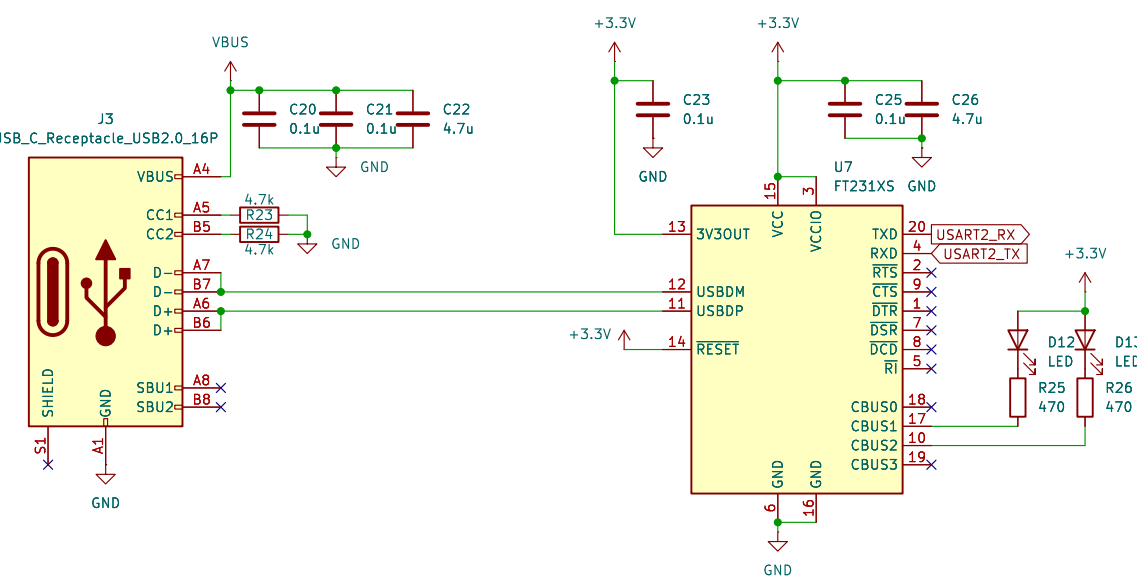 +3.3V
+3.3V
VBUS
C20
0.1u
C21
0.1u
C22
4.7u
C23
0.1u
C25
0.1u
C26
4.7u
GND
GND
GND
J3
USB_C_Receptacle_USB2.0_16P
U7
FT231XS
VBUS
A4
CC1
A5
CC2
B5
4.7k
R23
R24
4.7k
GND
D-
A7
D-
B7
D+
A6
D+
B6
SBU1
A8
SBU2
B8
SHIELD
S1
GND
A1
GND
15
VCC
3
VCCIO
13
3V3OUT
12
USBDM
11
USBDP
+3.3V
14
RESET
TXD
20
USART2_RX
RXD
4
USART2_TX
RTS
2
CTS
9
DTR
1
DSR
7
DCD
8
RI
5
CBUS0
18
CBUS1
17
CBUS2
10
CBUS3
19
GND
6
GND
16
GND
+3.3V
D12
LED
D13
LED
R25
470
R26
470